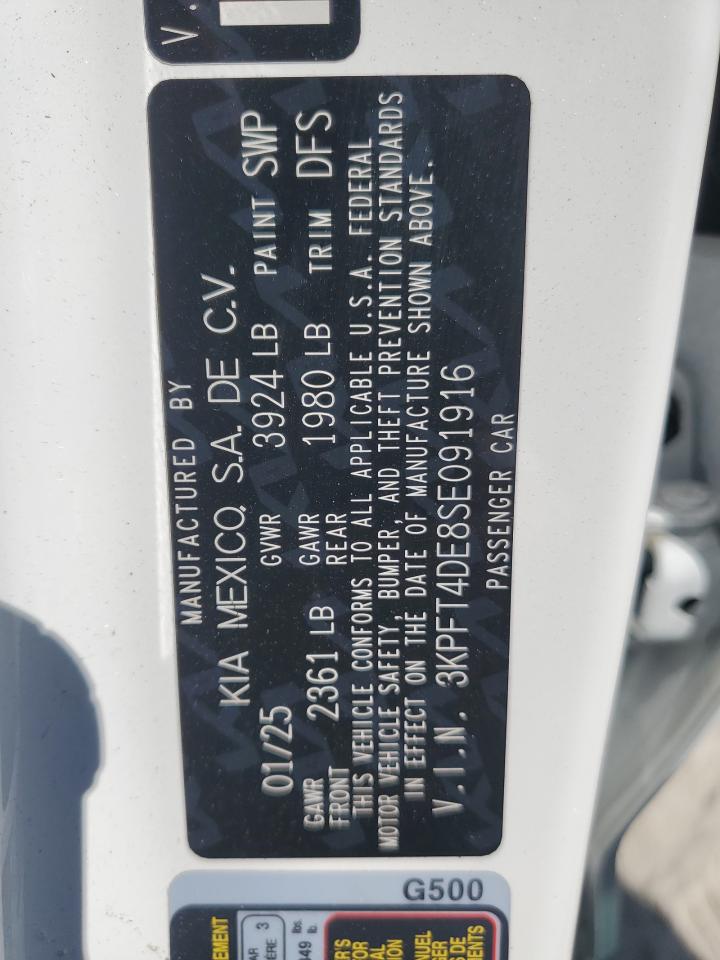 MANUFACTURED BY
KIA MEXICO, S.A. DE C.V.
01/25 GVWR 3924 LB PAINT SWP
GAWR FRONT 2361 LB GAWR REAR 1980 LB TRIM DFS
THIS VEHICLE CONFORMS TO ALL APPLICABLE U.S.A. FEDERAL
MOTOR VEHICLE SAFETY, BUMPER, AND THEFT PREVENTION STANDARDS
IN EFFECT ON THE DATE OF MANUFACTURE SHOWN ABOVE.
V.I.N. 3KPFT4DE8SE091916
PASSENGER CAR
V.
G500
3
lbs.